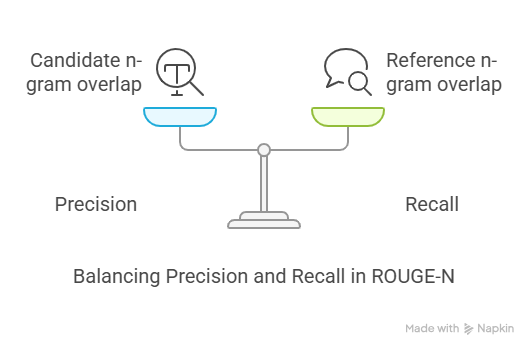 Candidate n-
gram overlap
Reference n-
gram overlap
Precision
Recall
Balancing Precision and Recall in ROUGE-N
Made with Napkin